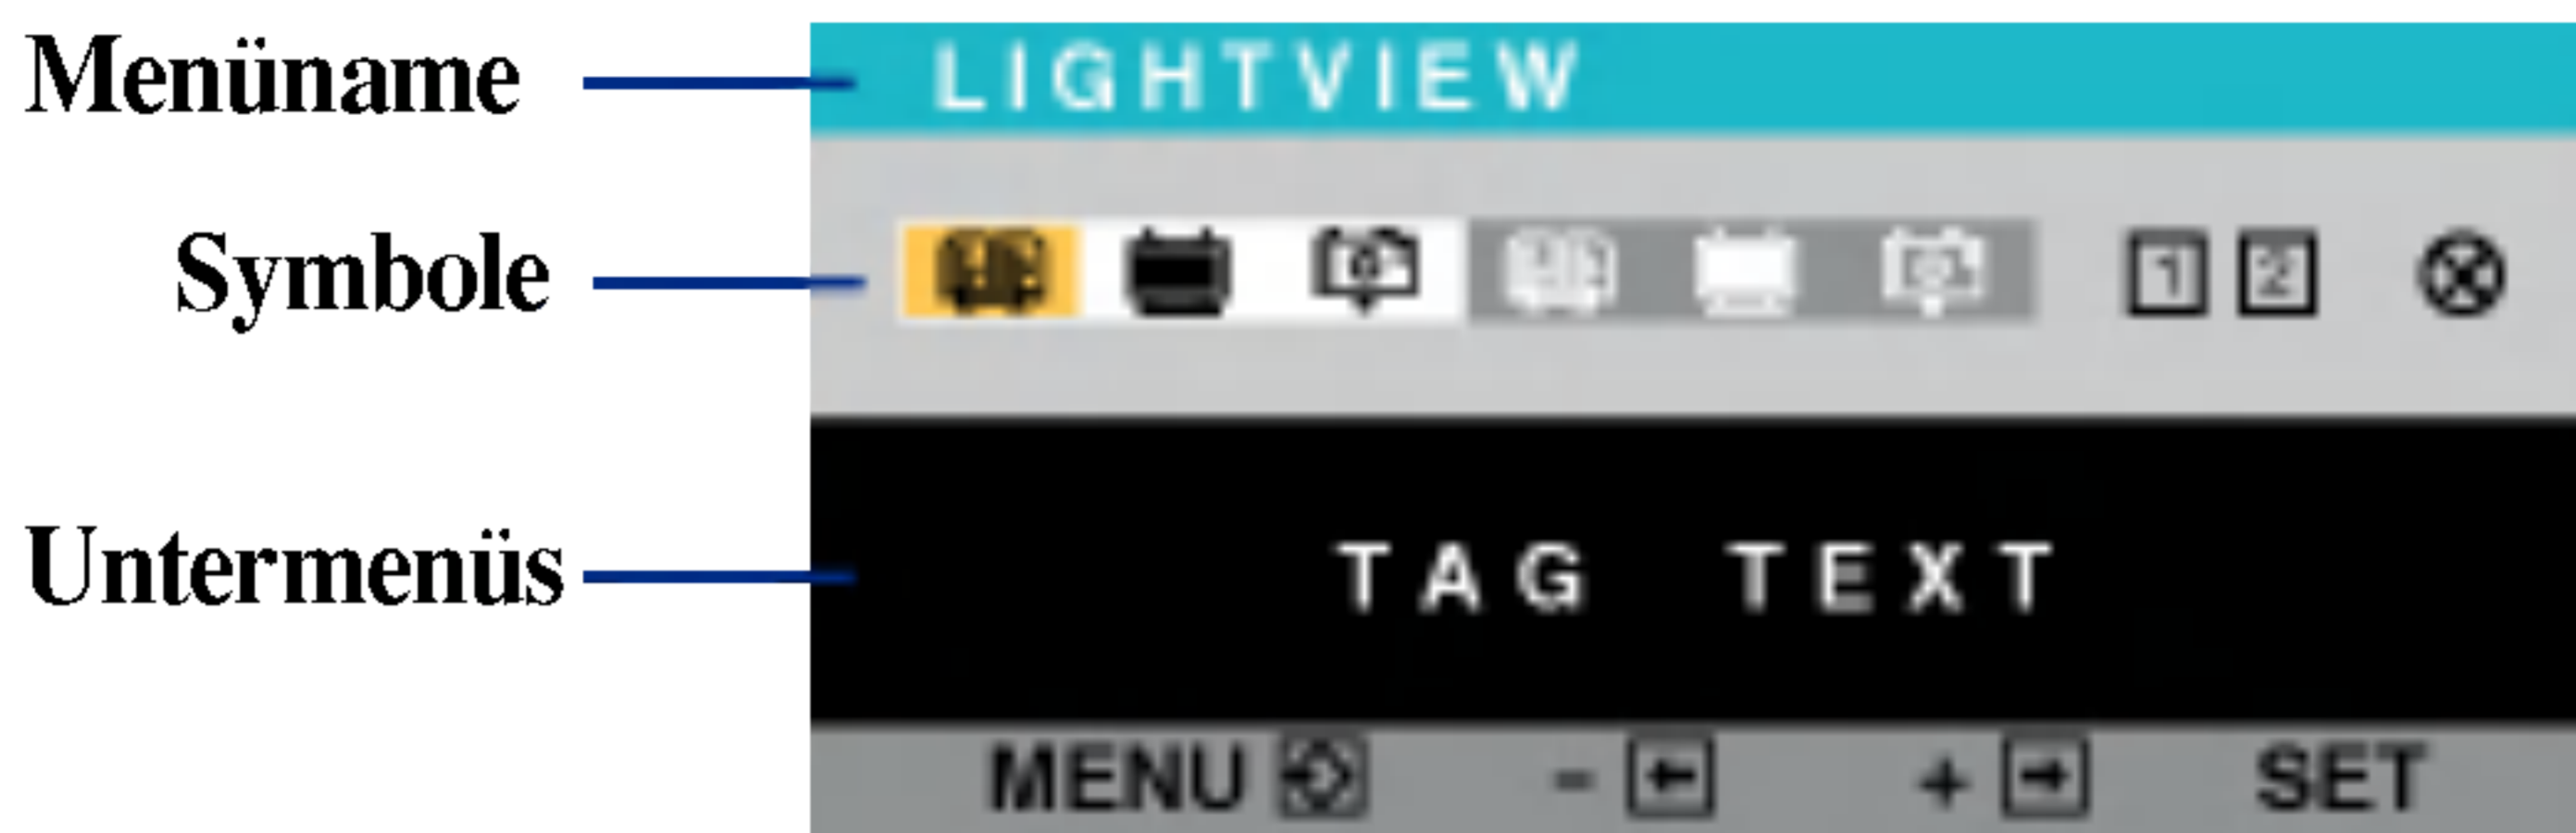 Menüname LIGHTVIEW
Symbole 1 2
Untermenüs TAG TEXT
MENU - + SET